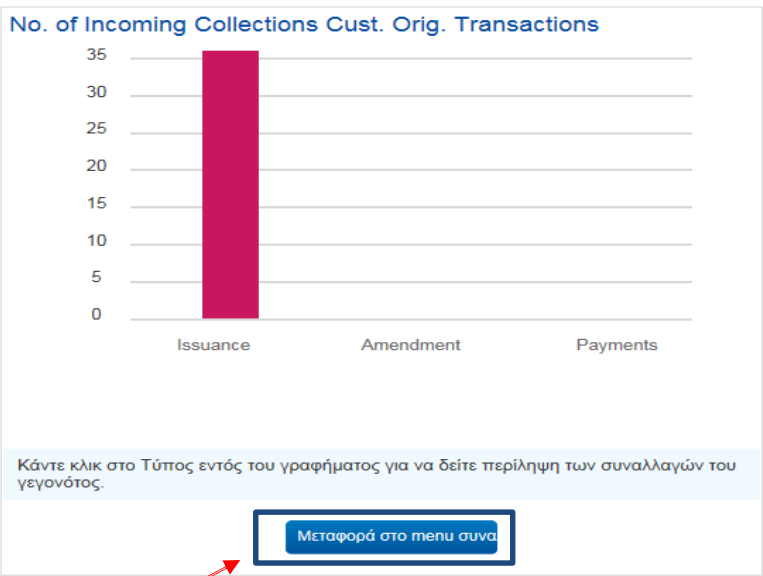 No. of Incoming Collections Cust. Orig. Transactions
35
30
25
20
15
10
5
0
Issuance Amendment Payments
Κάντε κλικ στο Τύπος εντός του γραφήματος για να δείτε περίληψη των συναλλαγών του
γεγονότος.
Μεταφορά στο menu συνα